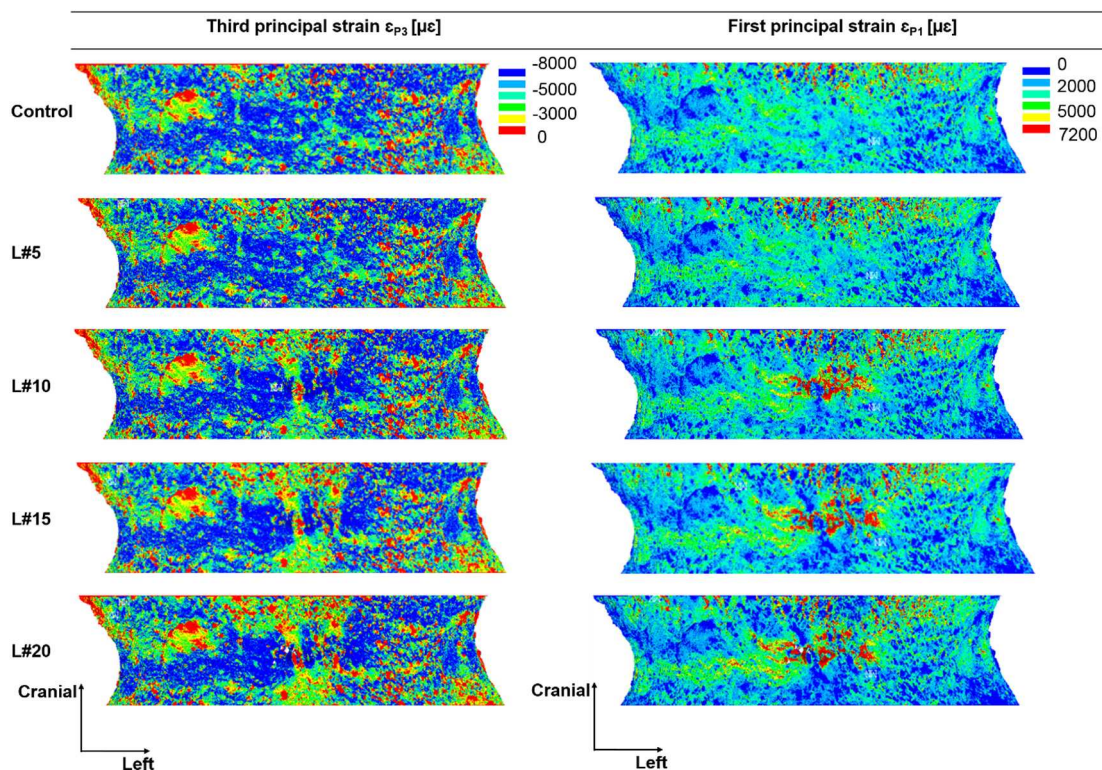 Third principal strain εP3 [με]
First principal strain εP1 [με]
Control
-8000
-5000
-3000
0
0
2000
5000
7200
L#5
L#10
L#15
L#20
Cranial
Left
Cranial
Left